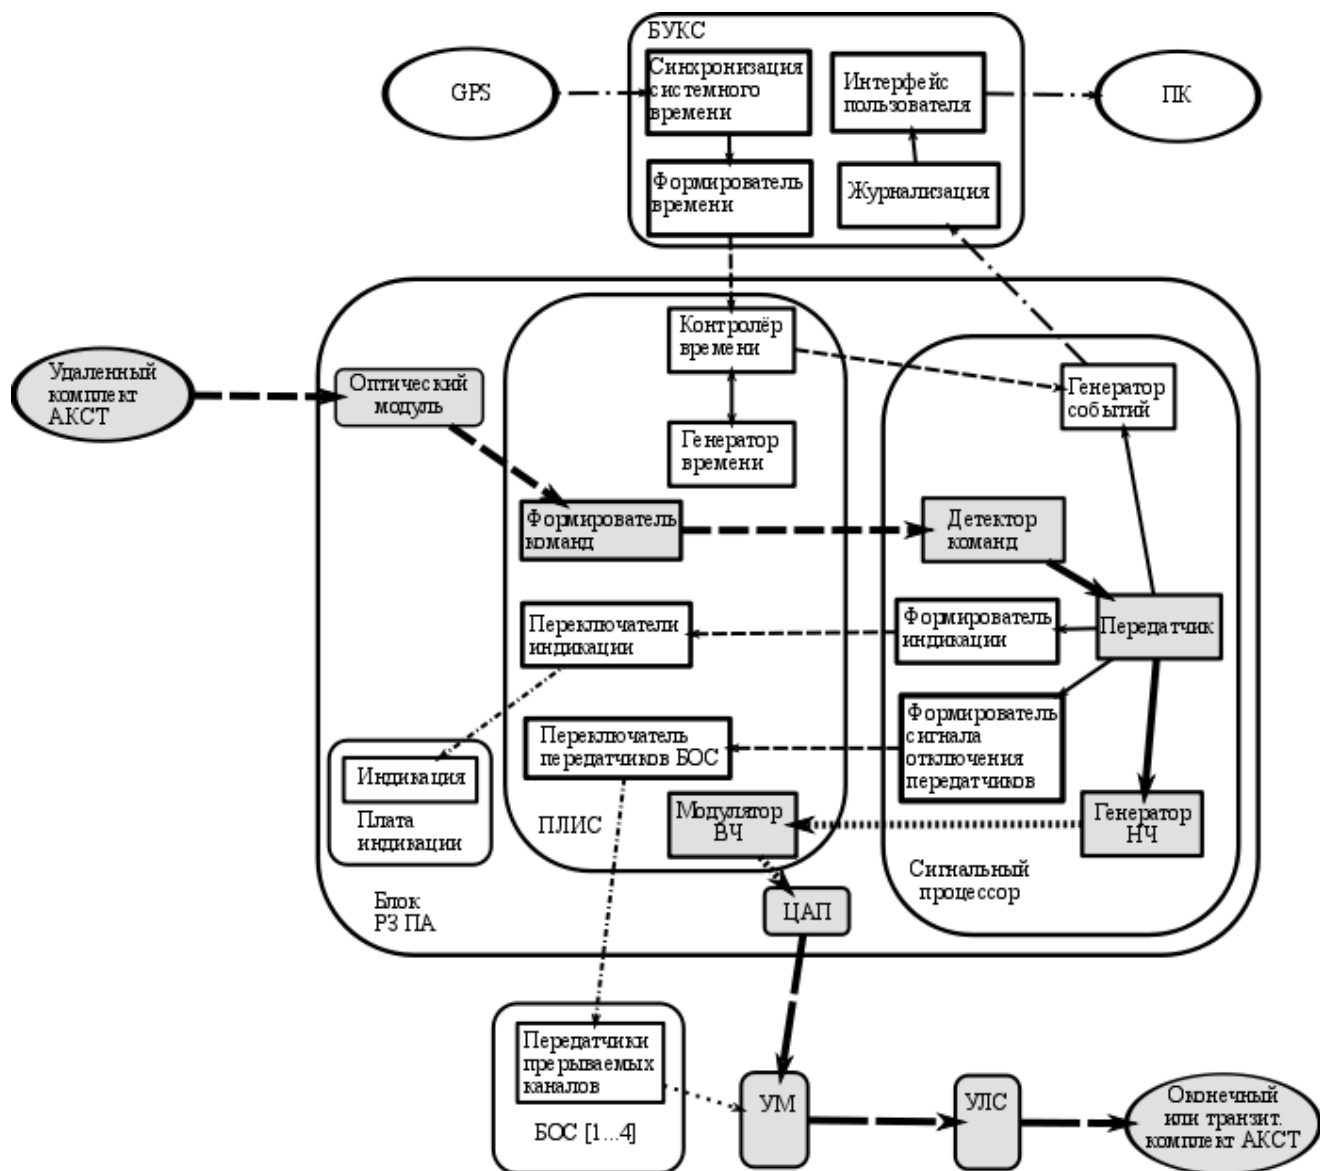 БУКС
GPS
Синхронизация
системного
времени
Интерфейс
пользователя
ПК
Формирователь
времени
Журнализация
Контролёр
времени
Удаленный
комплект
АКСТ
Оптический
модуль
Генератор
событий
Генератор
времени
Формирователь
команд
Детектор
команд
Переключатели
индикации
Формирователь
индикации
Передатчик
Переключатель
передатчиков БОС
Формирователь
сигнала
отключения
передатчиков
Индикация
Плата
индикации
ПЛИС
Модулятор
ВЧ
Генератор
НЧ
Сигнальный
процессор
Блок
РЗ ПА
ЦАП
Передатчики
прерываемых
каналов
БОС [1...4]
УМ
УЛС
Оконечный
или транзит.
комплект АКСТ